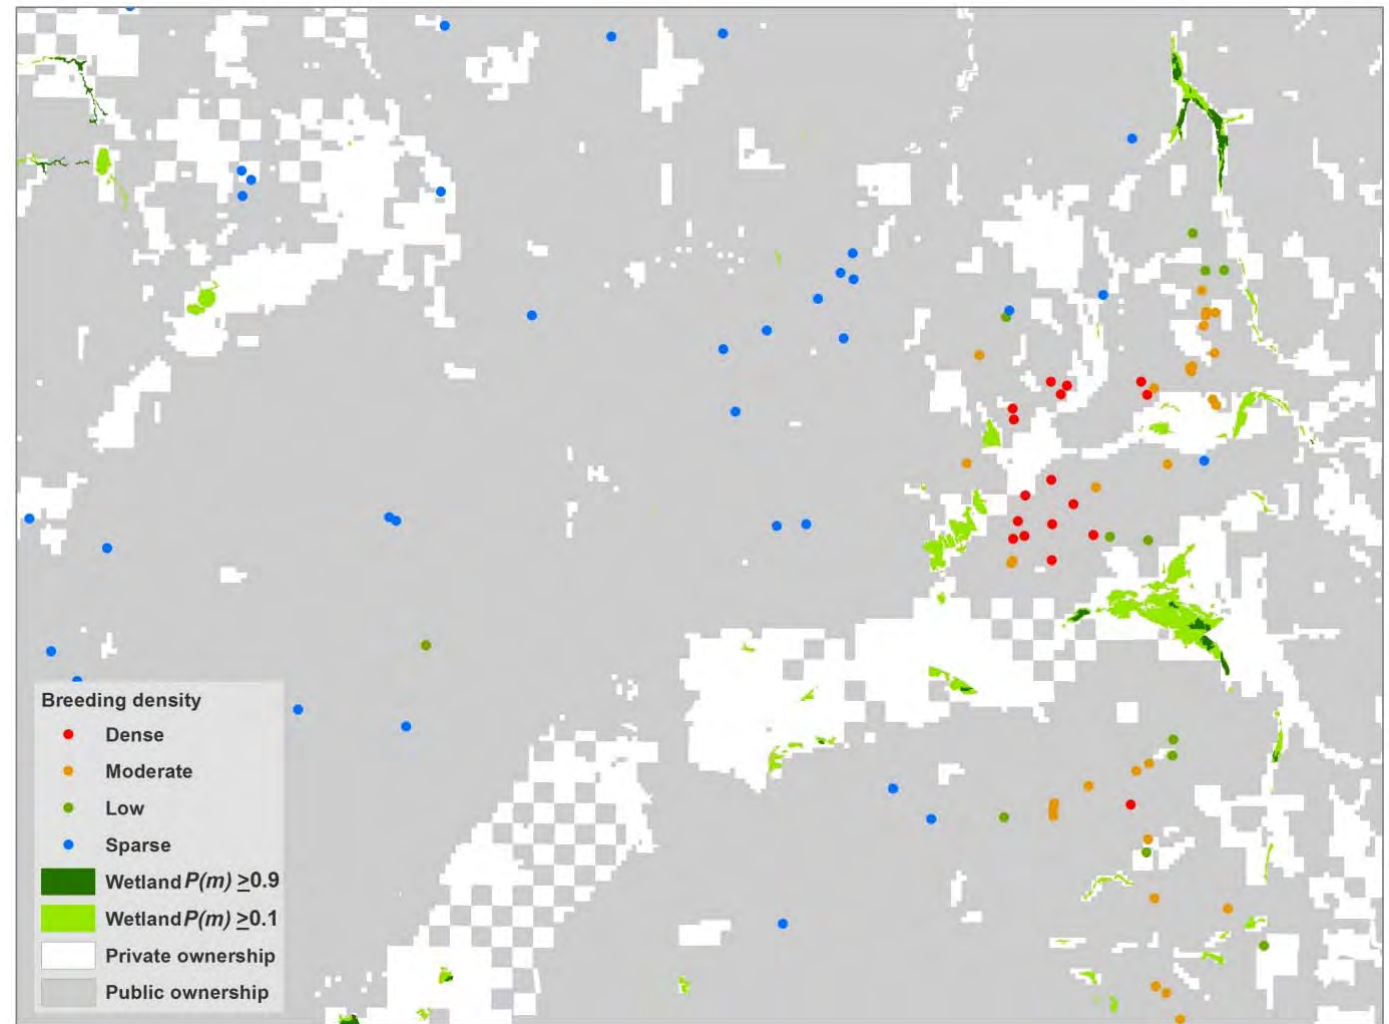 Breeding density
Dense
Moderate
Low
Sparse
Wetland P(m) ≥0.9
Wetland P(m) ≥0.1
Private ownership
Public ownership